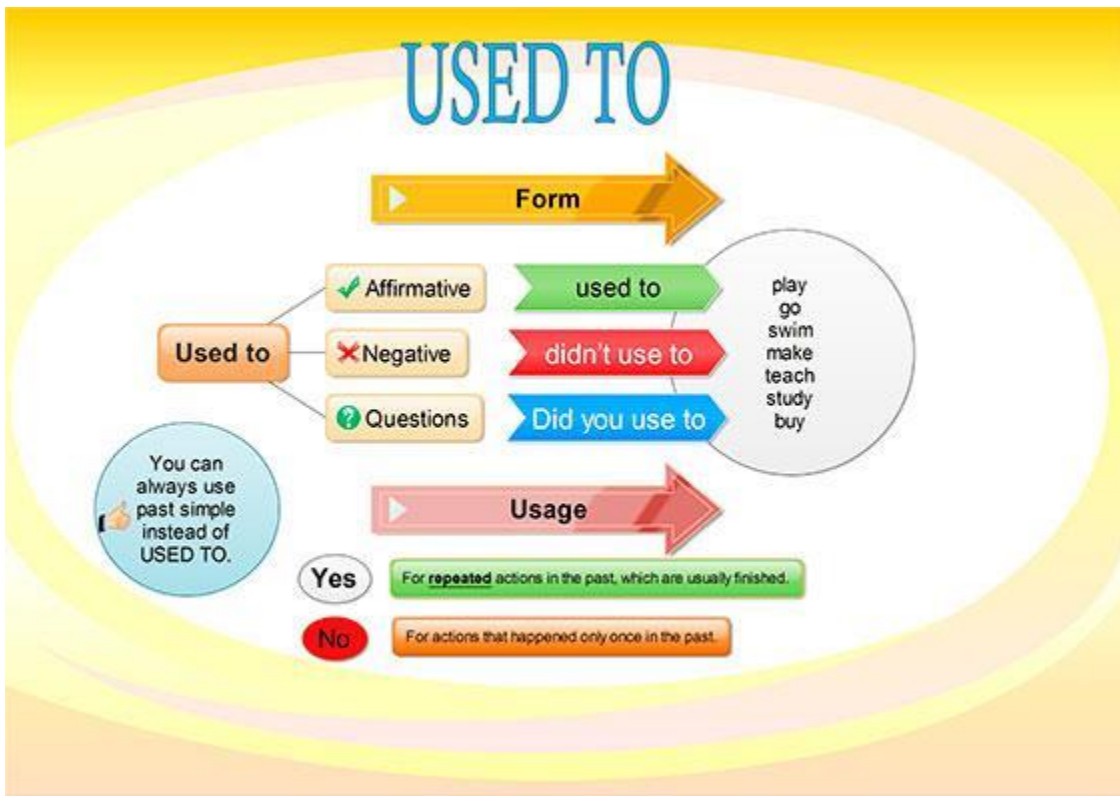 USED TO
Form
Used to
Affirmative
used to
Negative
didn't use to
Questions
Did you use to
play
go
swim
make
teach
study
buy
You can
always use
past simple
instead of
USED TO.
Usage
Yes
For repeated actions in the past, which are usually finished.
No
For actions that happened only once in the past.